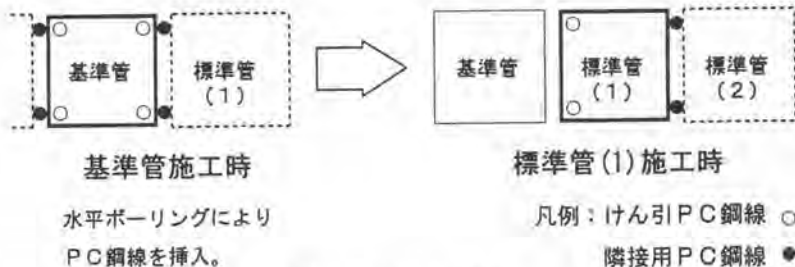 基準管
標準管
(1)
基準管施工時
水平ボーリングにより
PC鋼線を挿入。
基準管
標準管
(1)
標準管
(2)
標準管(1)施工時
凡例：けん引PC鋼線 ○
隣接用PC鋼線 ●